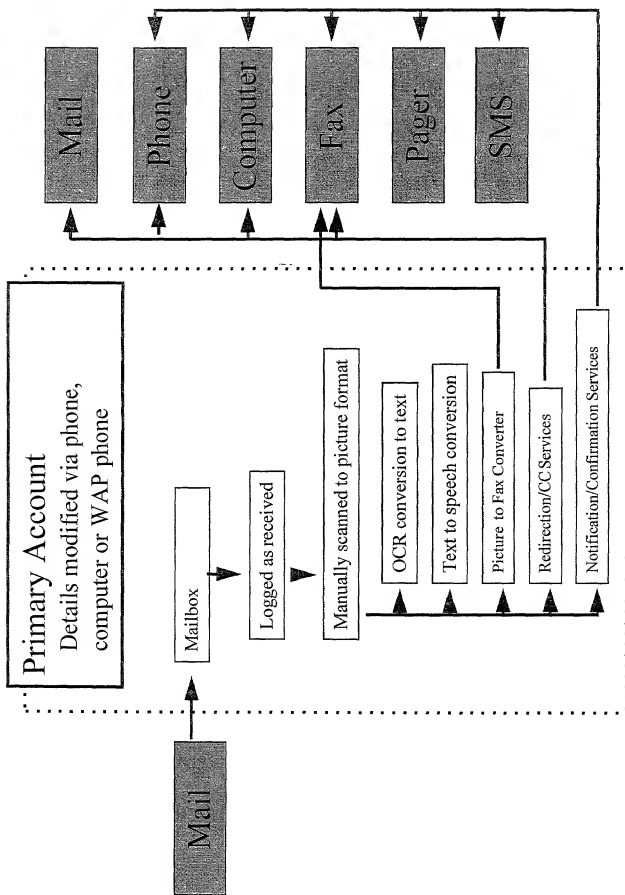 Primary Account
Details modified via phone,
computer or WAP phone
Mail
Mailbox
Logged as received
Manually scanned to picture format
OCR conversion to text
Text to speech conversion
Picture to Fax Converter
Redirection/CC Services
Notification/Confirmation Services
Mail
Phone
Computer
Fax
Pager
SMS